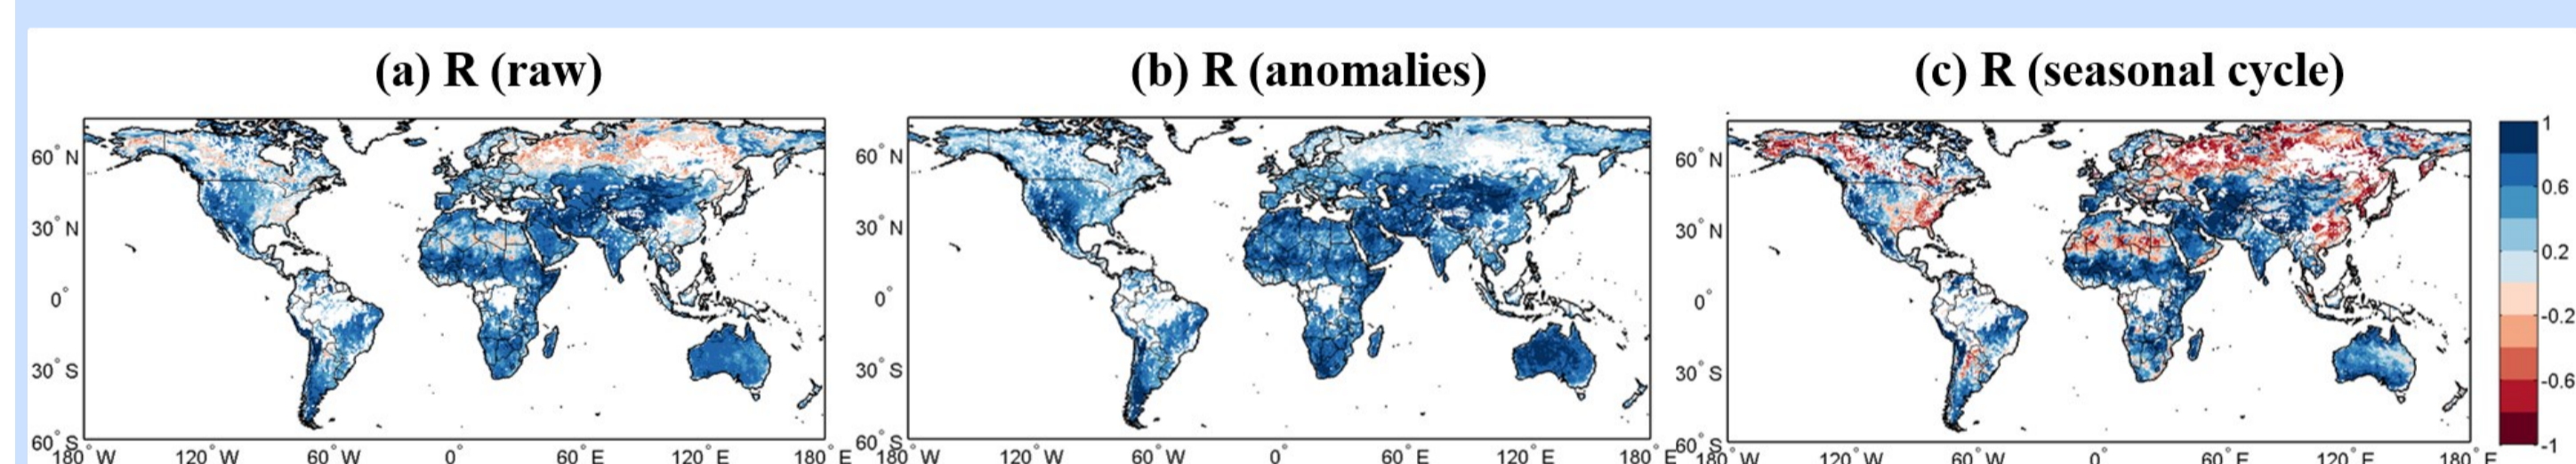 (a) R (raw) (b) R (anomalies) (c) R (seasonal cycle)
60° N 60° N 60° N 1
30° N 30° N 30° N 0.6
0° 0° 0° 0.2
30° S 30° S 30° S -0.2
60° S 60° S 60° S -0.6
-1
180° W 120° W 60° W 0° 60° E 120° E 180° E 180° W 120° W 60° W 0° 60° E 120° E 180° E 180° W 120° W 60° W 0° 60° E 120° E 180° E